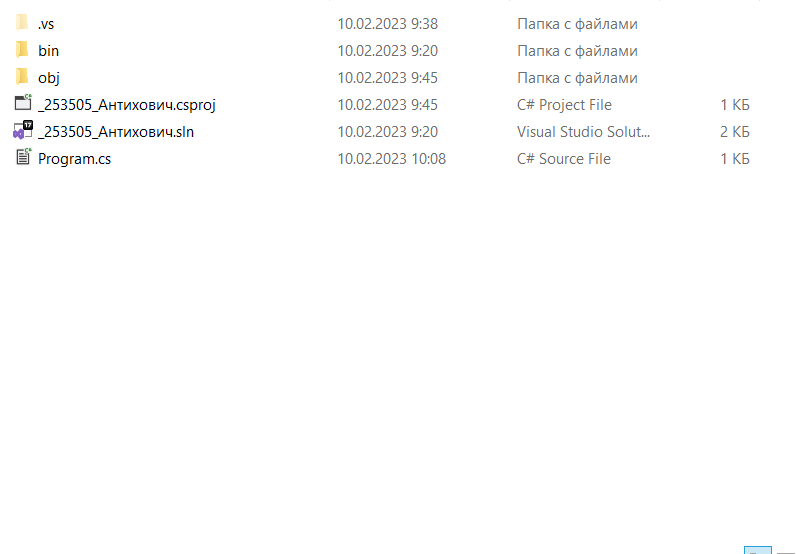 .vs 10.02.2023 9:38 Папка с файлами
bin 10.02.2023 9:20 Папка с файлами
obj 10.02.2023 9:45 Папка с файлами
_253505_Антихович.csproj 10.02.2023 9:45 C# Project File 1 КБ
_253505_Антихович.sln 10.02.2023 9:20 Visual Studio Solut... 2 КБ
Program.cs 10.02.2023 10:08 C# Source File 1 КБ